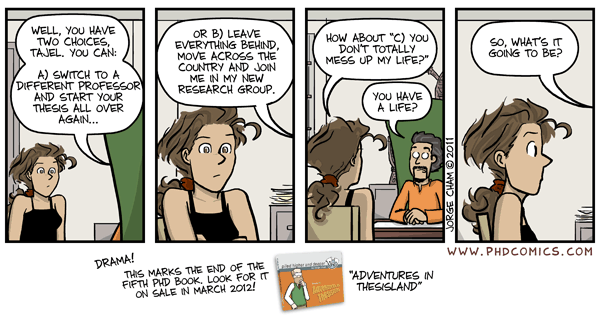 WELL, YOU HAVE
TWO CHOICES,
TAJEL. YOU CAN:
A) SWITCH TO A
DIFFERENT PROFESSOR
AND START YOUR
THESIS ALL OVER
AGAIN...
OR B) LEAVE
EVERYTHING BEHIND,
MOVE ACROSS THE
COUNTRY AND JOIN
ME IN MY NEW
RESEARCH GROUP.
HOW ABOUT "C) YOU
DON'T TOTALLY
MESS UP MY LIFE?"
YOU HAVE
A LIFE?
JORGE CHAM © 2011
SO, WHAT'S IT
GOING TO BE?
WWW.PHDCOMICS.COM
DRAMA!
THIS MARKS THE END OF THE
FIFTH PHD BOOK. LOOK FOR IT
ON SALE IN MARCH 2012!
"ADVENTURES IN
THESISLAND"